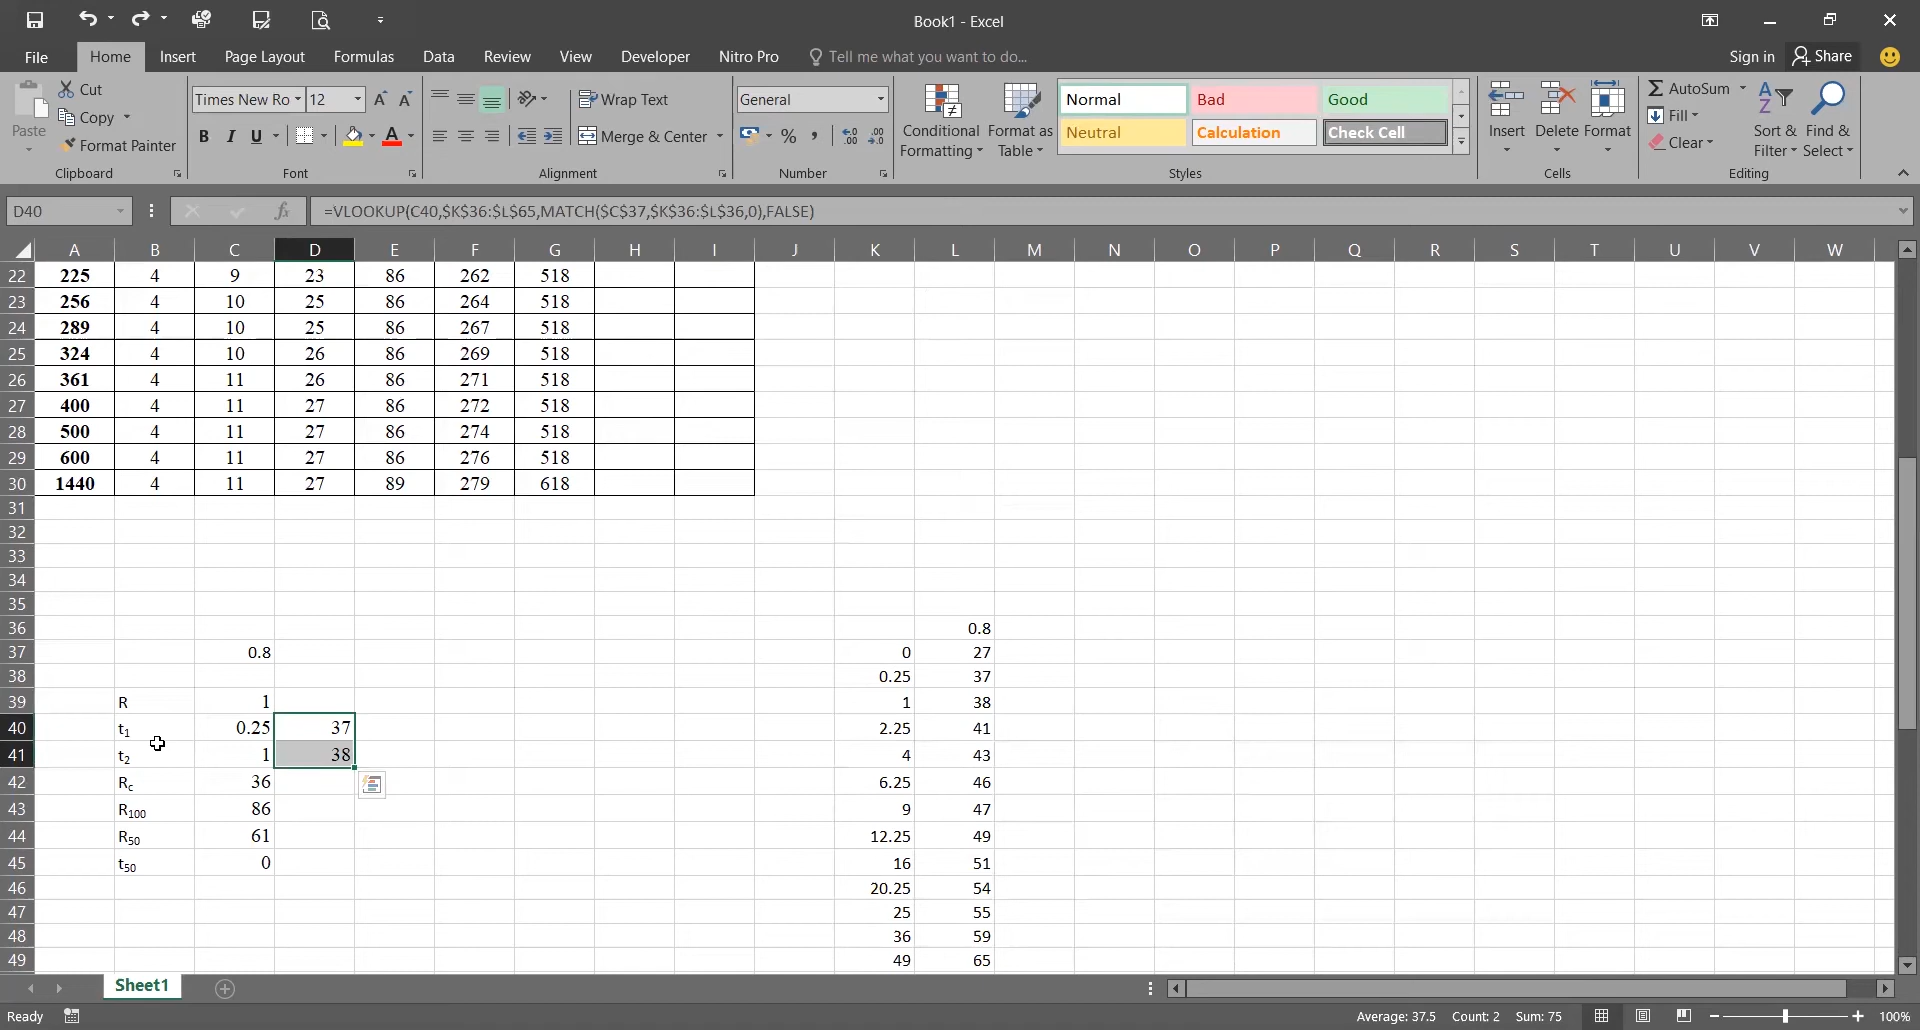 Book1 - Excel
File Home Insert Page Layout Formulas Data Review View Developer Nitro Pro Tell me what you want to do... Sign in Share
Paste Cut Copy Format Painter
Times New Ro 12
B I U A
Wrap Text
Merge & Center
General
% ,
Conditional Formatting
Format as Table
Normal Bad Good
Neutral Calculation Check Cell
Insert Delete Format
AutoSum
Fill
Clear
Sort & Filter
Find & Select
Clipboard Font Alignment Number Styles Cells Editing
D40 fx =VLOOKUP(C40,$K$36:$L$65,MATCH($C$37,$K$36:$L$36,0),FALSE)
A B C D E F G H I J K L M N O P Q R S T U V W
22 225 4 9 23 86 262 518
23 256 4 10 25 86 264 518
24 289 4 10 25 86 267 518
25 324 4 10 26 86 269 518
26 361 4 11 26 86 271 518
27 400 4 11 27 86 272 518
28 500 4 11 27 86 274 518
29 600 4 11 27 86 276 518
30 1440 4 11 27 89 279 618
31
32
33
34
35
36 0.8
37 0.8 0 27
38 0.25 37
39 R 1 1 38
40 t1 0.25 37 2.25 41
41 t2 1 38 4 43
42 Rc 36 6.25 46
43 R100 86 9 47
44 R50 61 12.25 49
45 t50 0 16 51
46 20.25 54
47 25 55
48 36 59
49 49 65
Sheet1
Ready Average: 37.5 Count: 2 Sum: 75 100%